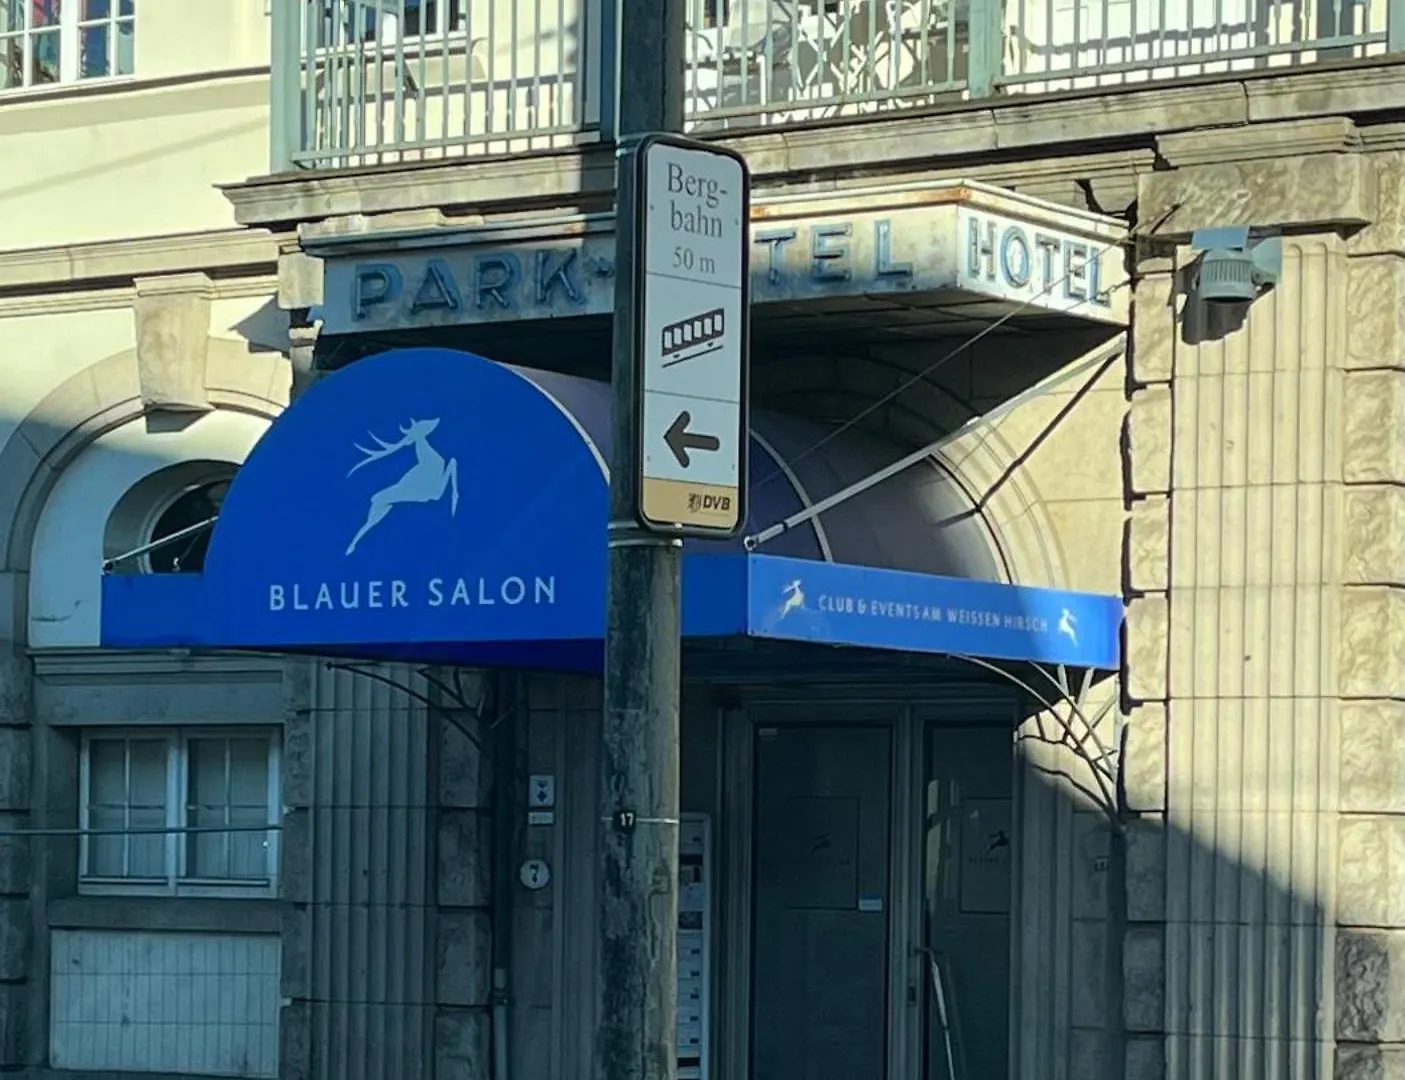 Berg-
bahn
50 m
DVB
PARK-
TEL
HOTEL
BLAUER SALON
CLUB & EVENTS AM WEISSEN HIRSCH
17
7